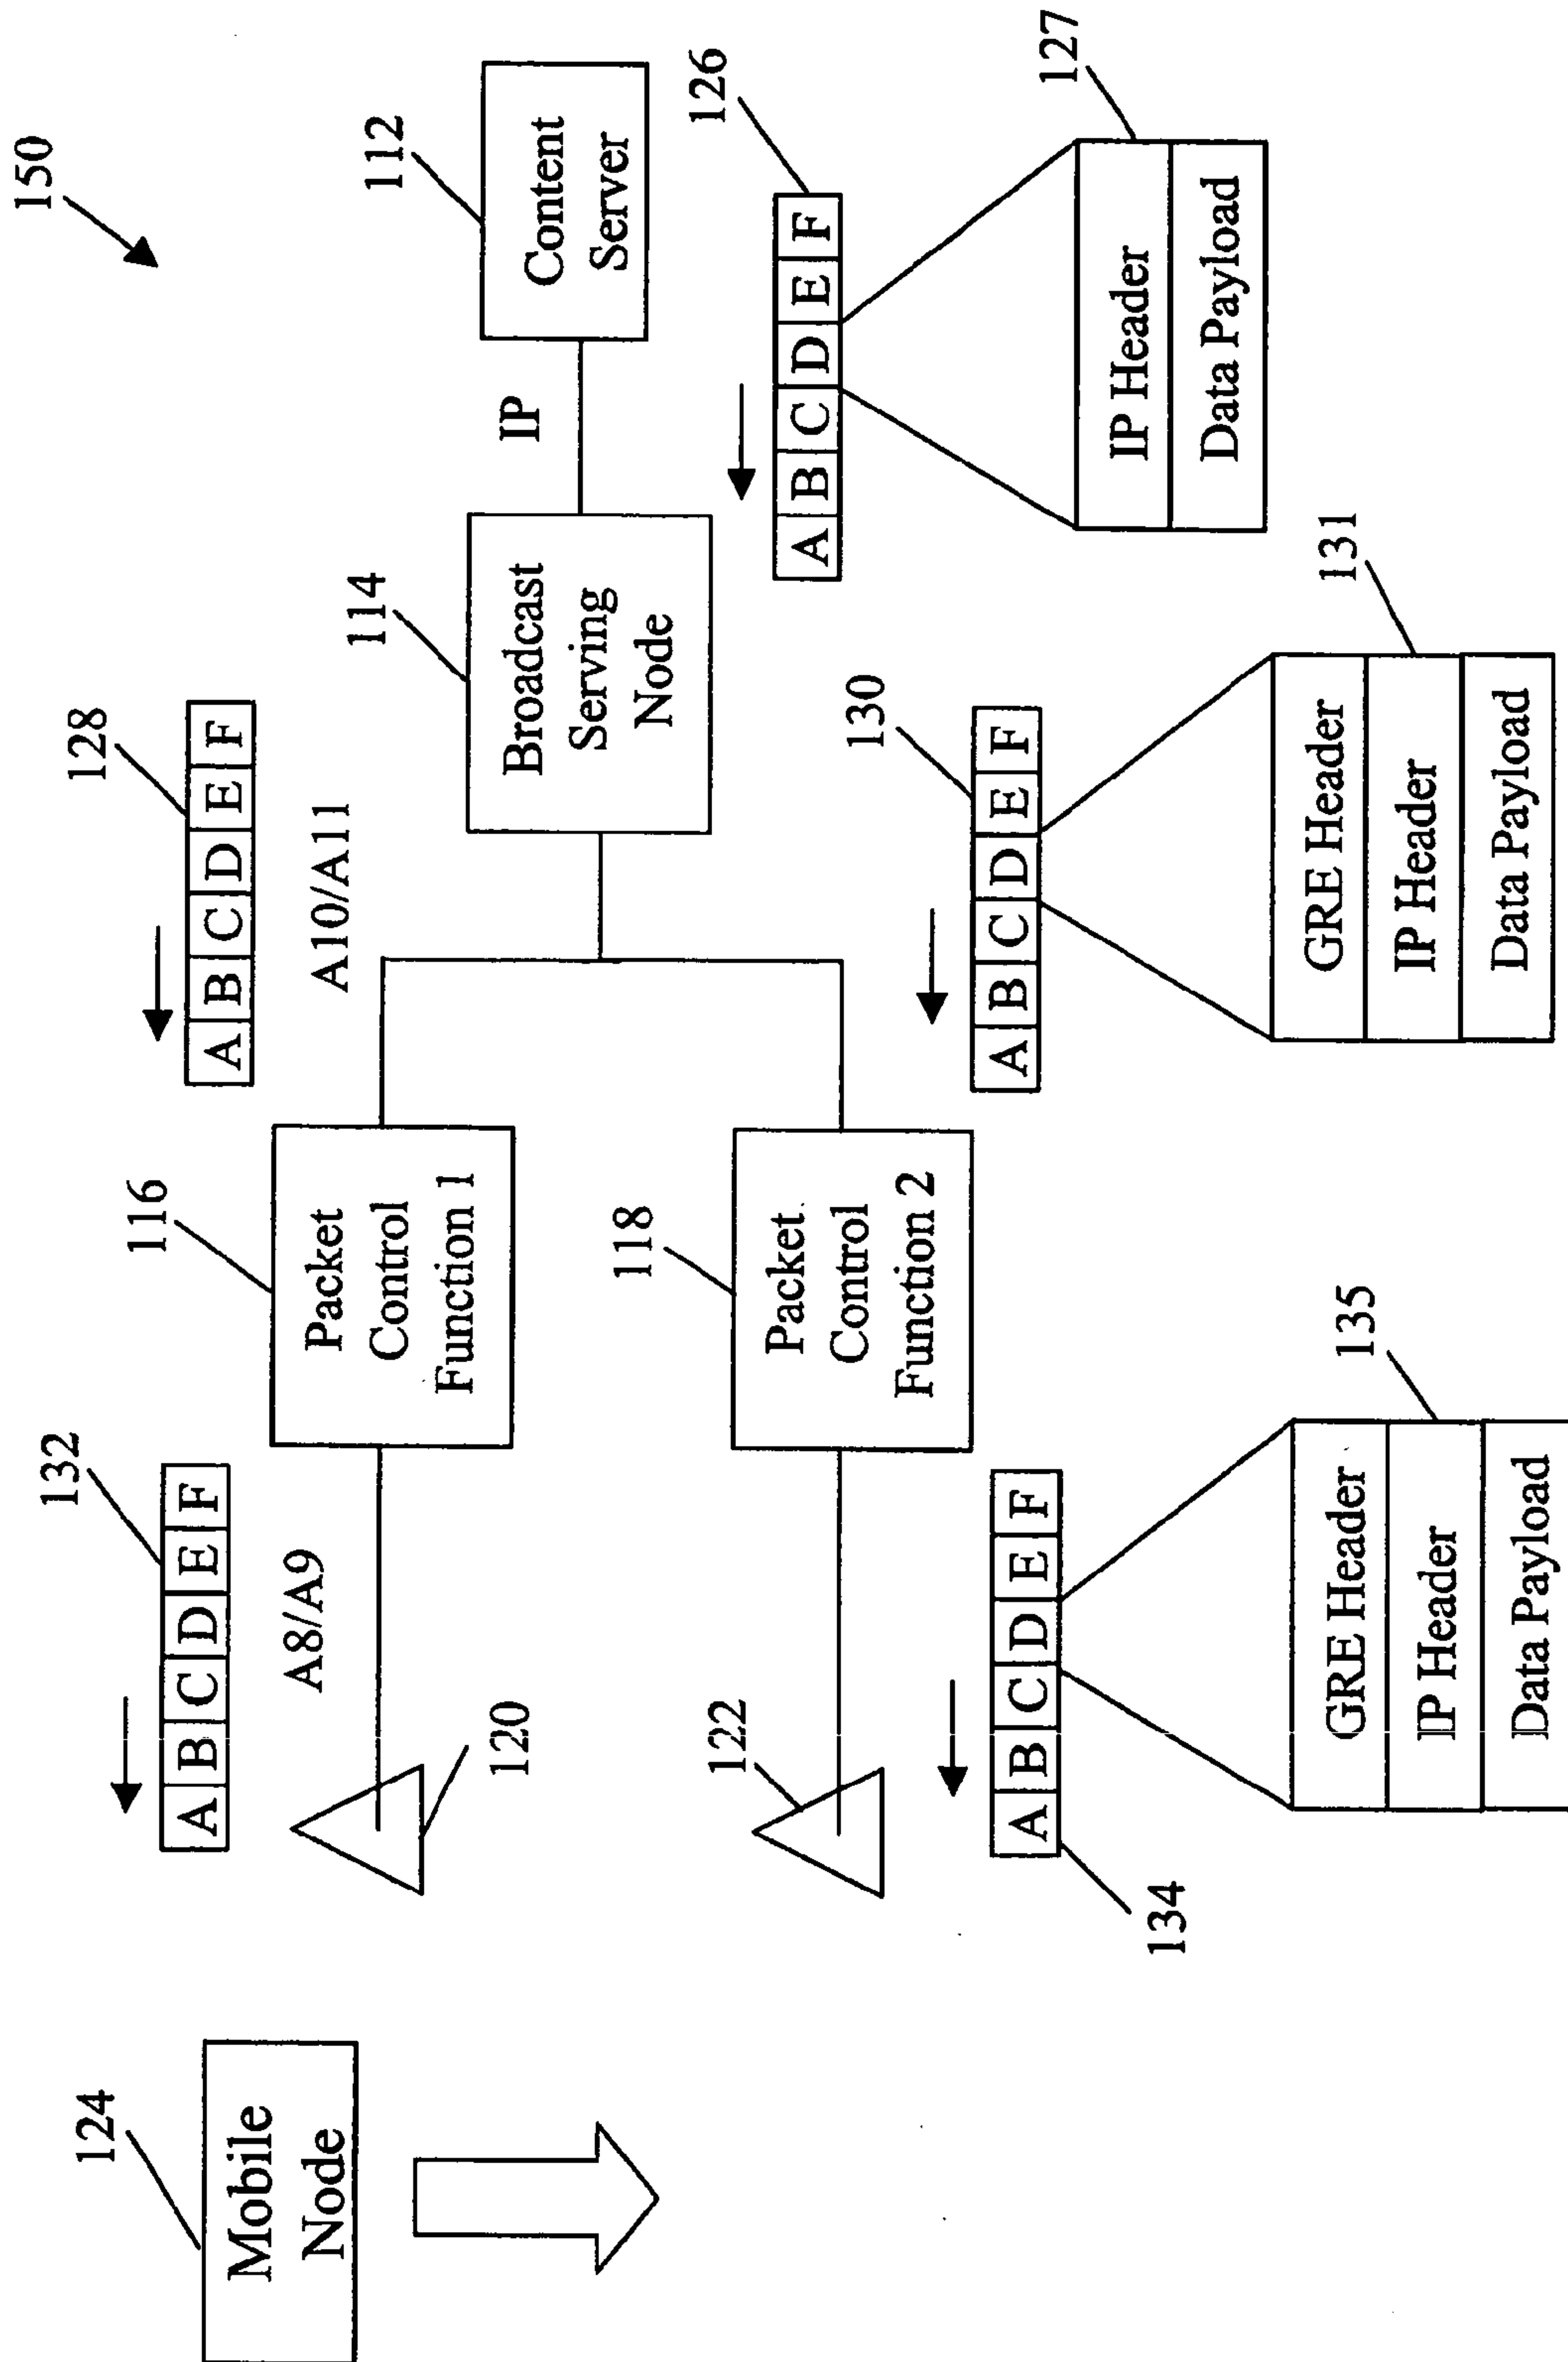 150
124
Mobile
Node
132
A B C D E F
A8/A9
120
116
Packet
Control
Function 1
128
A B C D E F
A10/A11
114
Broadcast
Serving
Node
IP
112
Content
Server
122
118
Packet
Control
Function 2
134
A B C D E F
135
GRE Header
IP Header
Data Payload
130
A B C D E F
131
GRE Header
IP Header
Data Payload
126
A B C D E F
127
IP Header
Data Payload